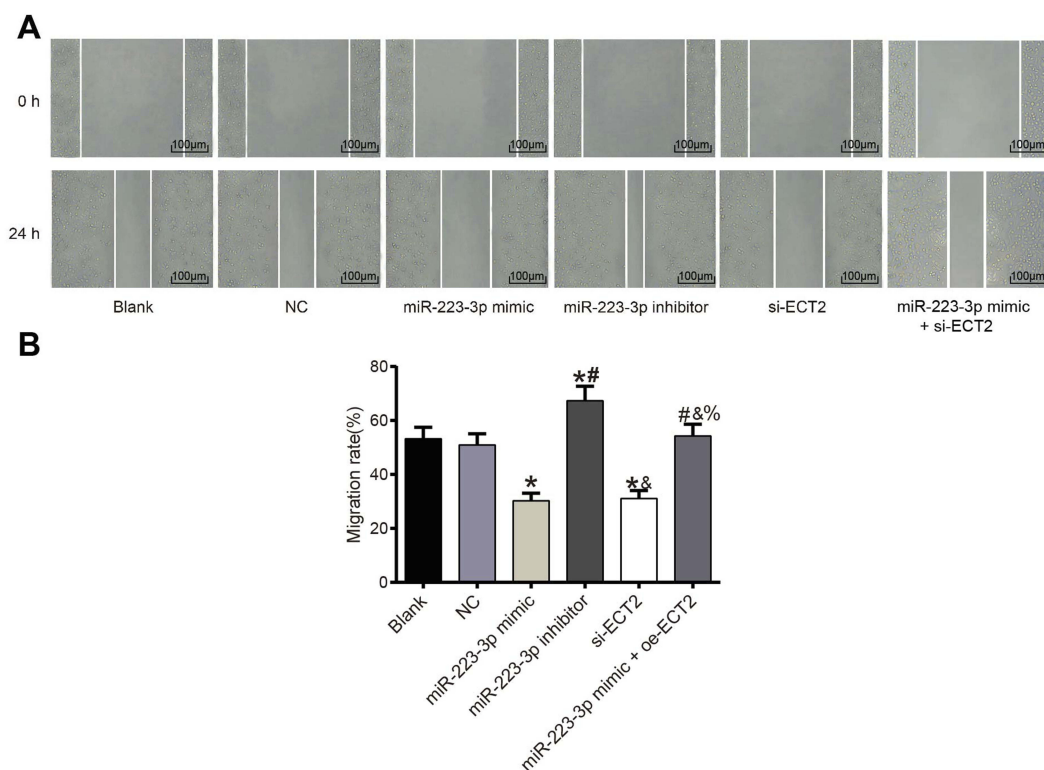 A
0 h
100μm 100μm 100μm 100μm 100μm 100μm
24 h
100μm 100μm 100μm 100μm 100μm 100μm
Blank NC miR-223-3p mimic miR-223-3p inhibitor si-ECT2 miR-223-3p mimic
+ si-ECT2
B
Migration rate(%)
80
60
40
20
0
*
*#
*&
#&%
Blank
NC
miR-223-3p mimic
miR-223-3p inhibitor
si-ECT2
miR-223-3p mimic + oe-ECT2